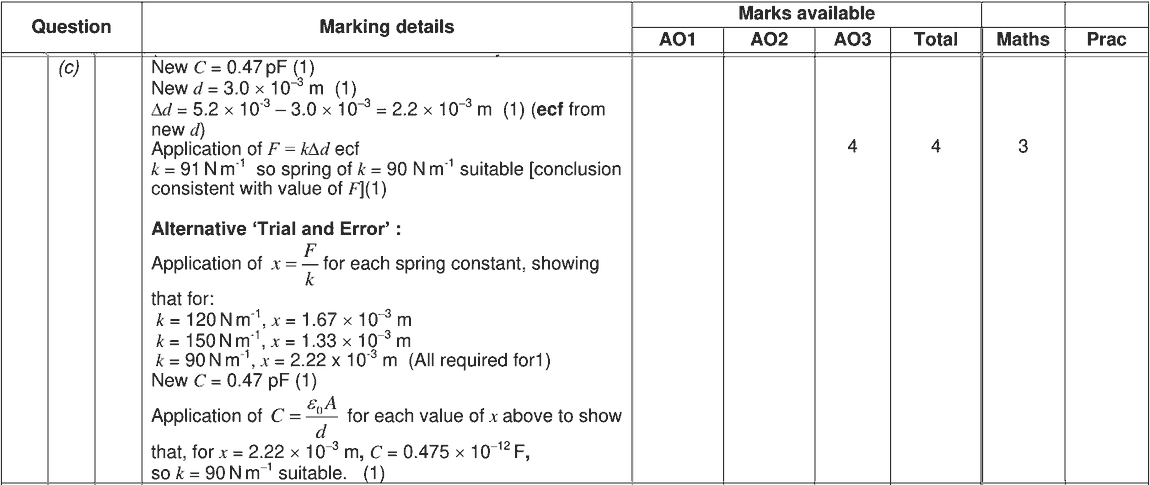 Question Marking details Marks available
AO1 AO2 AO3 Total Maths Prac
(c) New C = 0.47 pF (1)
New d = 3.0 × 10⁻³ m (1)
Δd = 5.2 × 10⁻³ – 3.0 × 10⁻³ = 2.2 × 10⁻³ m (1) (ecf from
new d)
Application of F = kΔd ecf 4 4 3
k = 91 N m⁻¹ so spring of k = 90 N m⁻¹ suitable [conclusion
consistent with value of F](1)
Alternative ‘Trial and Error’ :
Application of x = F/k for each spring constant, showing
that for:
k = 120 N m⁻¹, x = 1.67 × 10⁻³ m
k = 150 N m⁻¹, x = 1.33 × 10⁻³ m
k = 90 N m⁻¹, x = 2.22 x 10⁻³ m (All required for1)
New C = 0.47 pF (1)
Application of C = ε₀A/d for each value of x above to show
that, for x = 2.22 × 10⁻³ m, C = 0.475 × 10⁻¹² F,
so k = 90 N m⁻¹ suitable. (1)